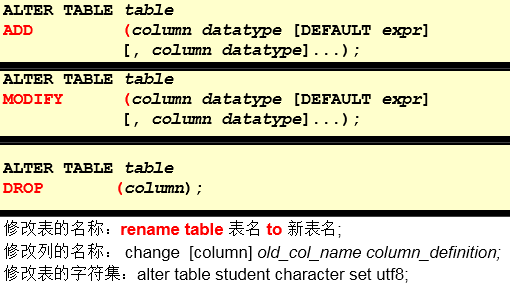 ALTER TABLE table
ADD (column datatype [DEFAULT expr]
[, column datatype]...);
ALTER TABLE table
MODIFY (column datatype [DEFAULT expr]
[, column datatype]...);
ALTER TABLE table
DROP (column);
修改表的名称：rename table 表名 to 新表名;
修改列的名称： change [column] old_col_name column_definition;
修改表的字符集：alter table student character set utf8;